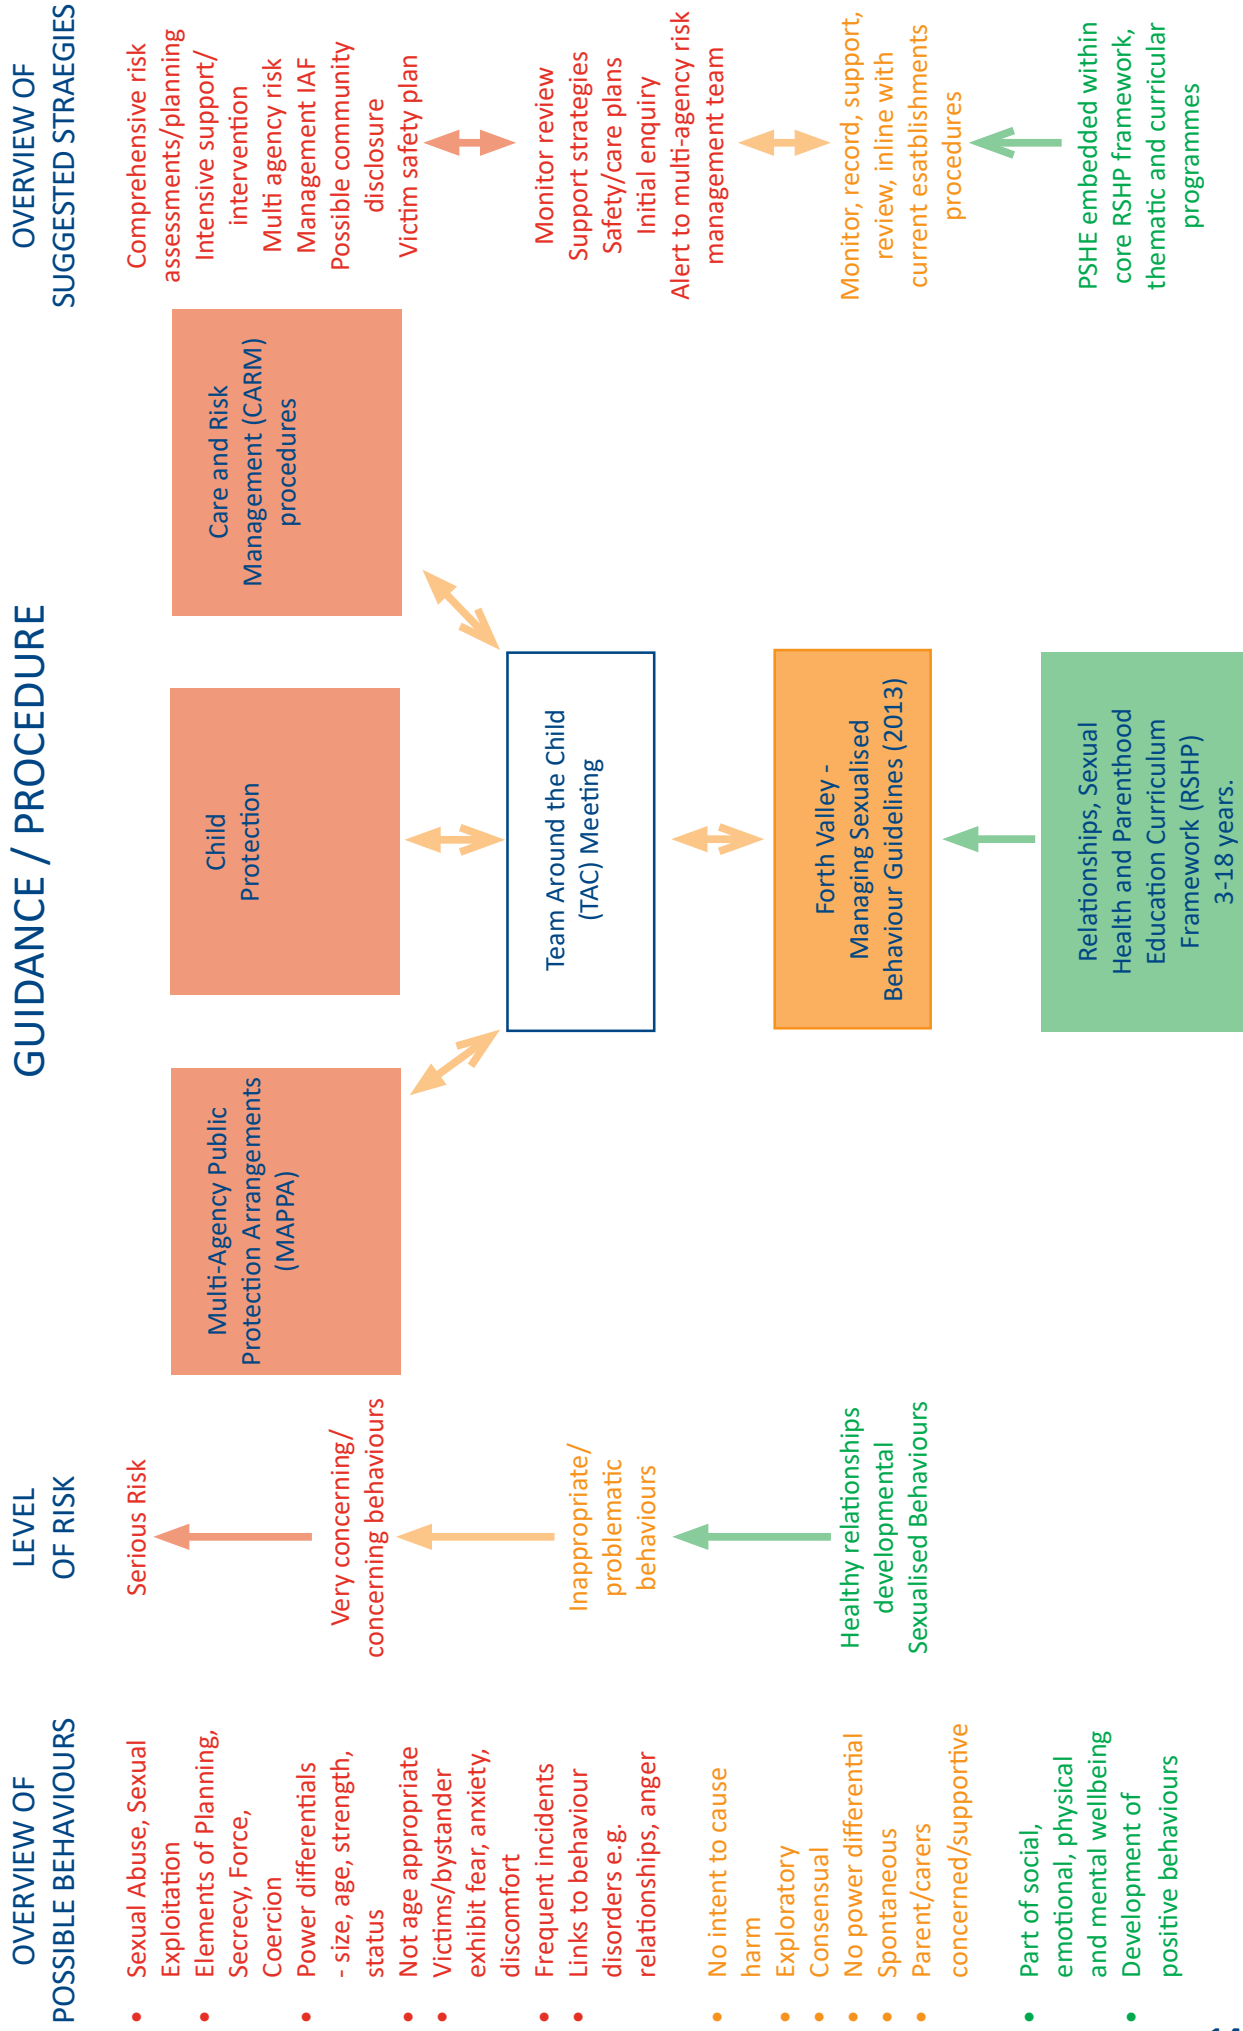 GUIDANCE / PROCEDURE
OVERVIEW OF
POSSIBLE BEHAVIOURS
• Sexual Abuse, Sexual
Exploitation
• Elements of Planning,
Secrecy, Force,
Coercion
• Power differentials
- size, age, strength,
status
• Not age appropriate
• Victims/bystander
exhibit fear, anxiety,
discomfort
• Frequent incidents
• Links to behaviour
disorders e.g.
relationships, anger
• No intent to cause
harm
• Exploratory
• Consensual
• No power differential
• Spontaneous
• Parent/carers
concerned/supportive
• Part of social,
emotional, physical
and mental wellbeing
• Development of
positive behaviours
LEVEL
OF RISK
Serious Risk
Very concerning/
concerning behaviours
Inappropriate/
problematic
behaviours
Healthy relationships
developmental
Sexualised Behaviours
Multi-Agency Public
Protection Arrangements
(MAPPA)
Child
Protection
Care and Risk
Management (CARM)
procedures
Team Around the Child
(TAC) Meeting
Forth Valley -
Managing Sexualised
Behaviour Guidelines (2013)
Relationships, Sexual
Health and Parenthood
Education Curriculum
Framework (RSHP)
3-18 years.
OVERVIEW OF
SUGGESTED STRAEGIES
Comprehensive risk
assessments/planning
Intensive support/
intervention
Multi agency risk
Management IAF
Possible community
disclosure
Victim safety plan
Monitor review
Support strategies
Safety/care plans
Initial enquiry
Alert to multi-agency risk
management team
Monitor, record, support,
review, inline with
current esatblishments
procedures
PSHE embedded within
core RSHP framework,
thematic and curricular
programmes